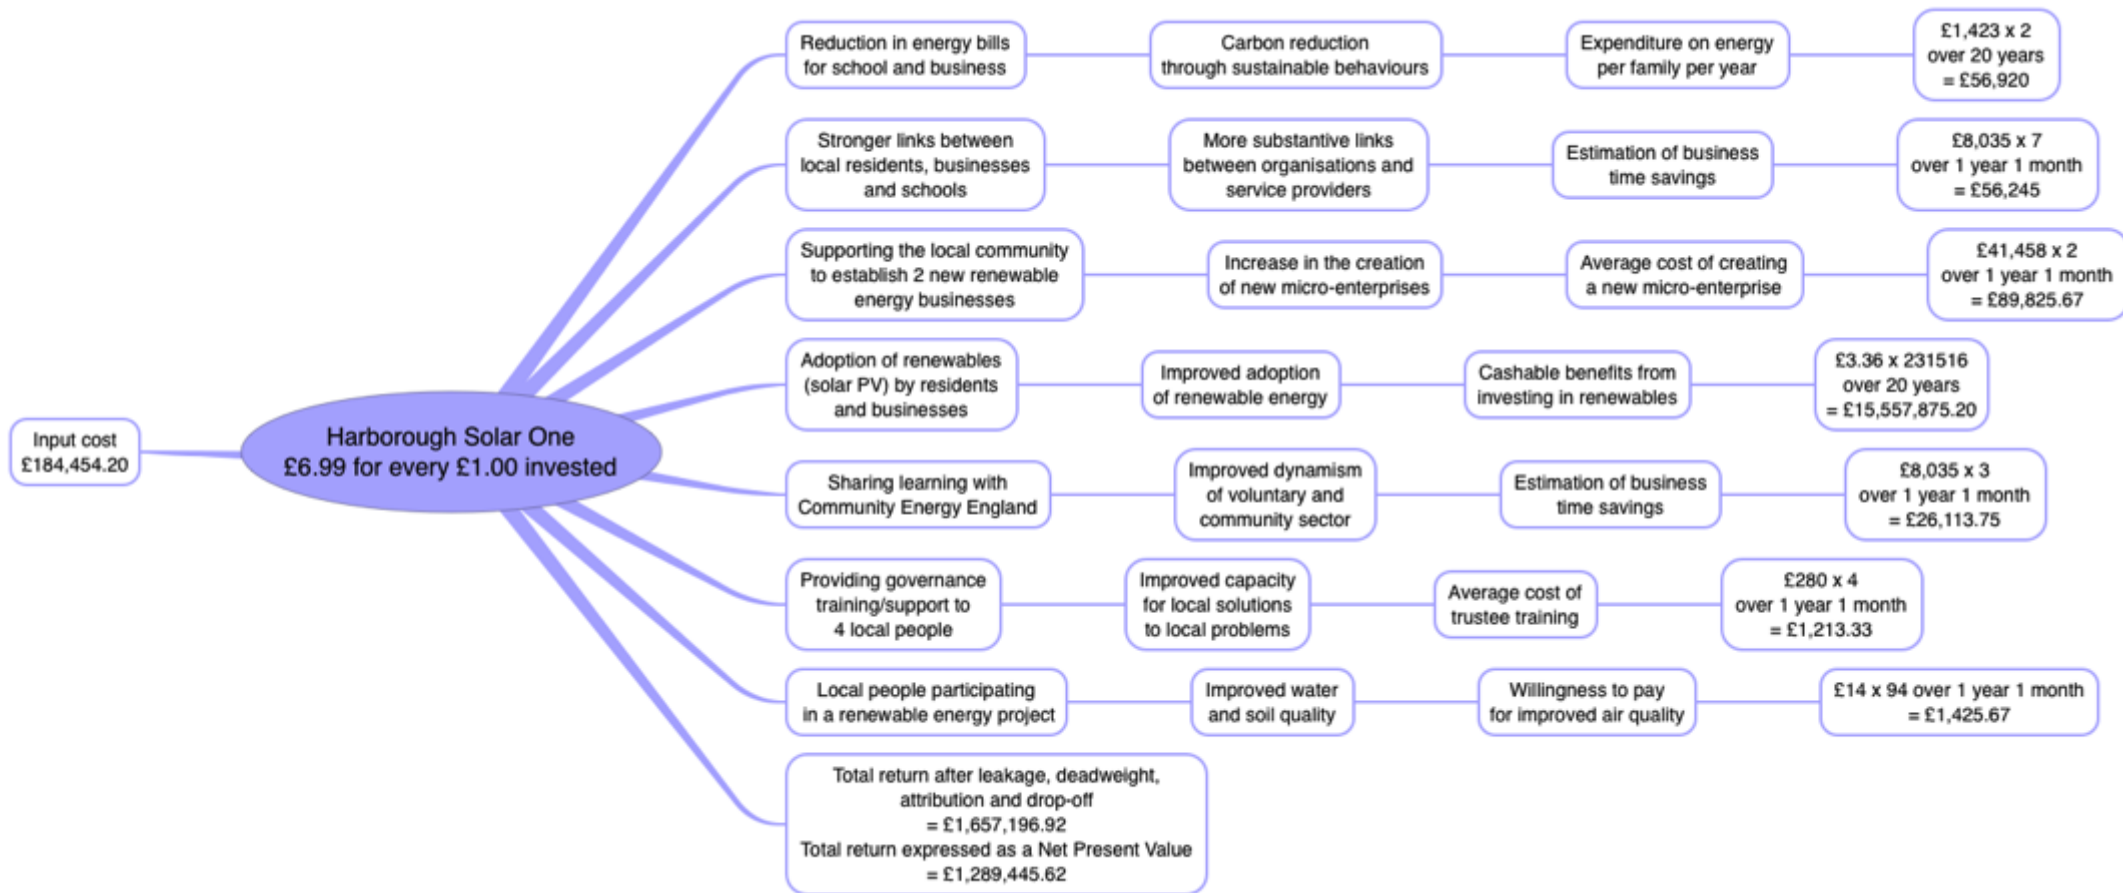 Input cost
£184,454.20
Harborough Solar One
£6.99 for every £1.00 invested
Reduction in energy bills
for school and business
Carbon reduction
through sustainable behaviours
Expenditure on energy
per family per year
£1,423 x 2
over 20 years
= £56,920
Stronger links between
local residents, businesses
and schools
More substantive links
between organisations and
service providers
Estimation of business
time savings
£8,035 x 7
over 1 year 1 month
= £56,245
Supporting the local community
to establish 2 new renewable
energy businesses
Increase in the creation
of new micro-enterprises
Average cost of creating
a new micro-enterprise
£41,458 x 2
over 1 year 1 month
= £89,825.67
Adoption of renewables
(solar PV) by residents
and businesses
Improved adoption
of renewable energy
Cashable benefits from
investing in renewables
£3.36 x 231516
over 20 years
= £15,557,875.20
Sharing learning with
Community Energy England
Improved dynamism
of voluntary and
community sector
Estimation of business
time savings
£8,035 x 3
over 1 year 1 month
= £26,113.75
Providing governance
training/support to
4 local people
Improved capacity
for local solutions
to local problems
Average cost of
trustee training
£280 x 4
over 1 year 1 month
= £1,213.33
Local people participating
in a renewable energy project
Improved water
and soil quality
Willingness to pay
for improved air quality
£14 x 94 over 1 year 1 month
= £1,425.67
Total return after leakage, deadweight,
attribution and drop-off
= £1,657,196.92
Total return expressed as a Net Present Value
= £1,289,445.62